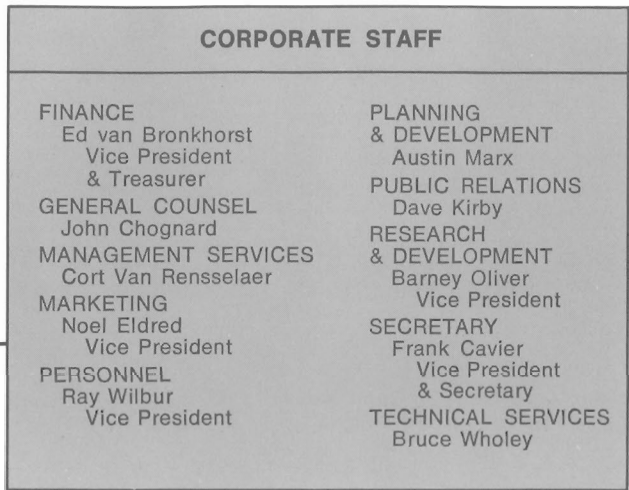 CORPORATE STAFF
FINANCE
Ed van Bronkhorst
Vice President
& Treasurer
GENERAL COUNSEL
John Chognard
MANAGEMENT SERVICES
Cort Van Rensselaer
MARKETING
Noel Eldred
Vice President
PERSONNEL
Ray Wilbur
Vice President
PLANNING
& DEVELOPMENT
Austin Marx
PUBLIC RELATIONS
Dave Kirby
RESEARCH
& DEVELOPMENT
Barney Oliver
Vice President
SECRETARY
Frank Cavier
Vice President
& Secretary
TECHNICAL SERVICES
Bruce Wholey